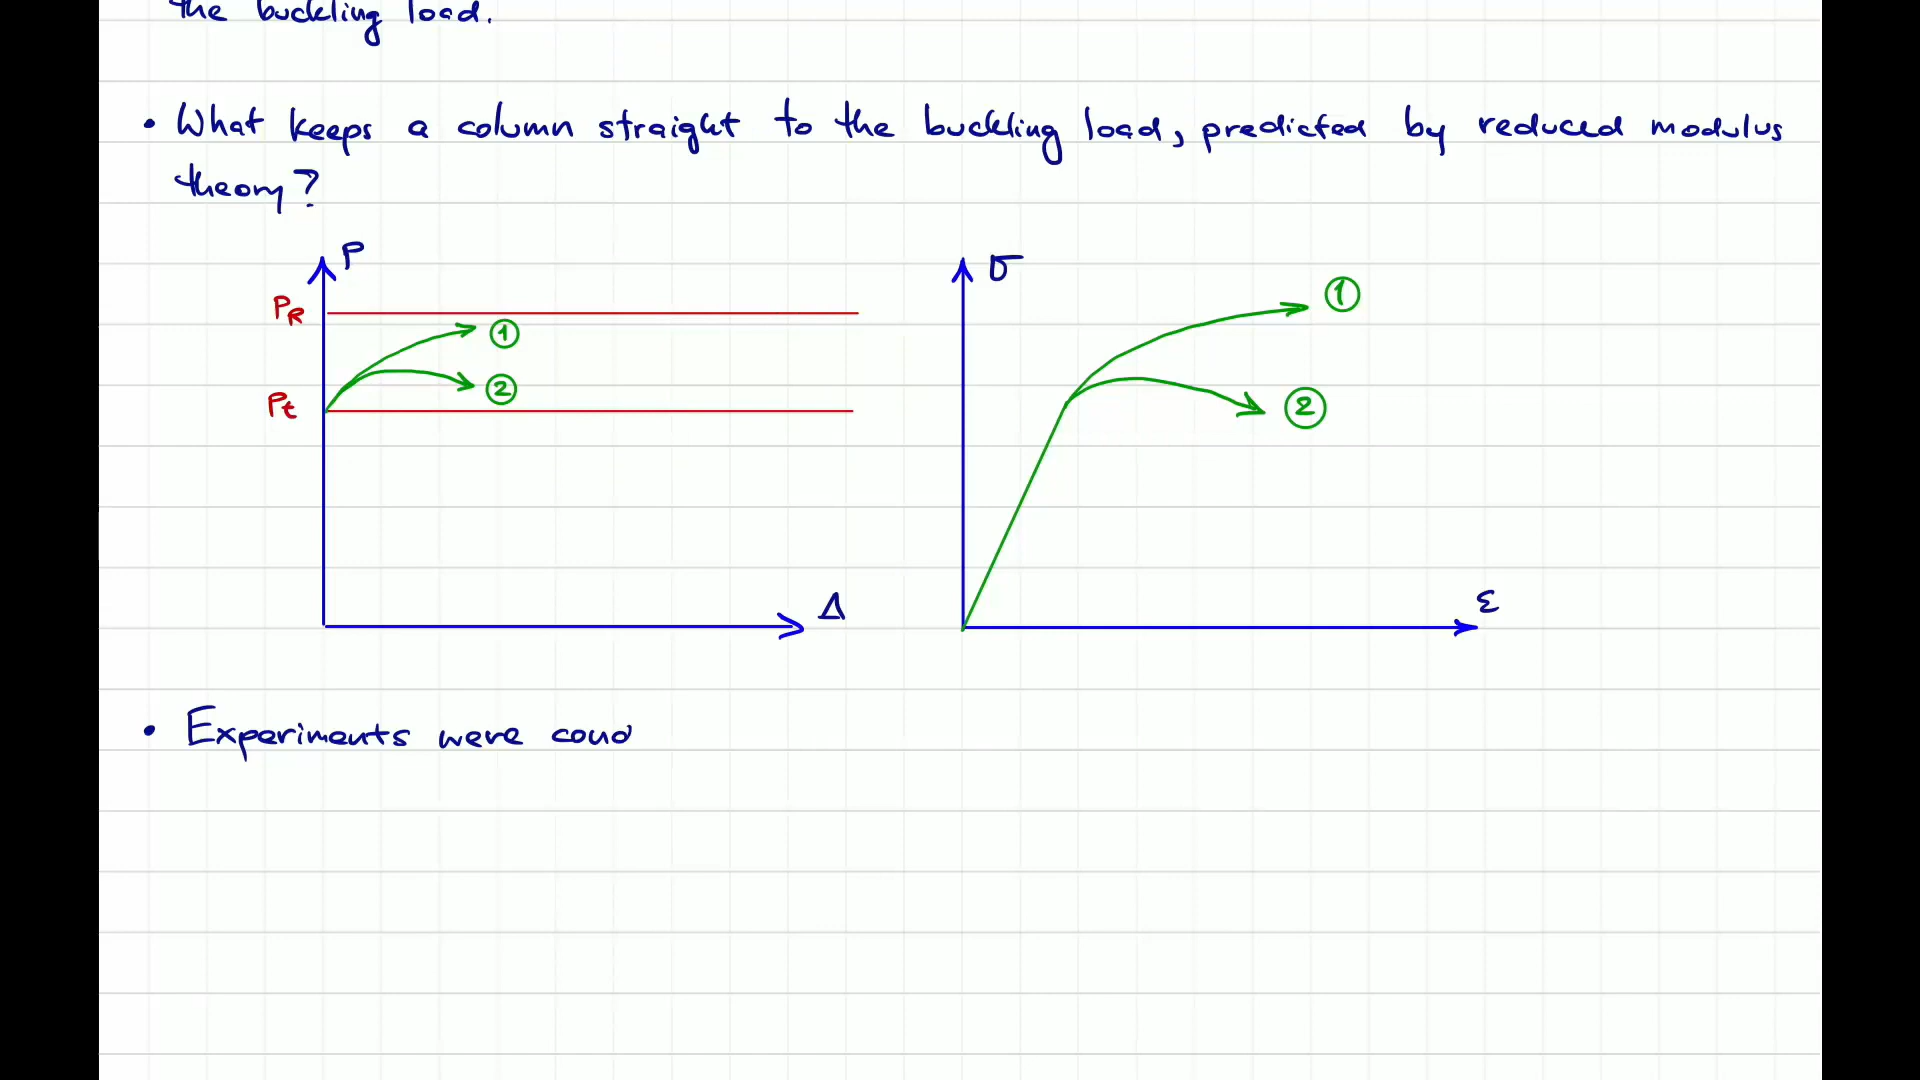 the buckling load.
• What keeps a column straight to the buckling load, predicted by reduced modulus
theory?
P
σ
P_R
①
①
②
P_t
②
Δ
ε
• Experiments were cond